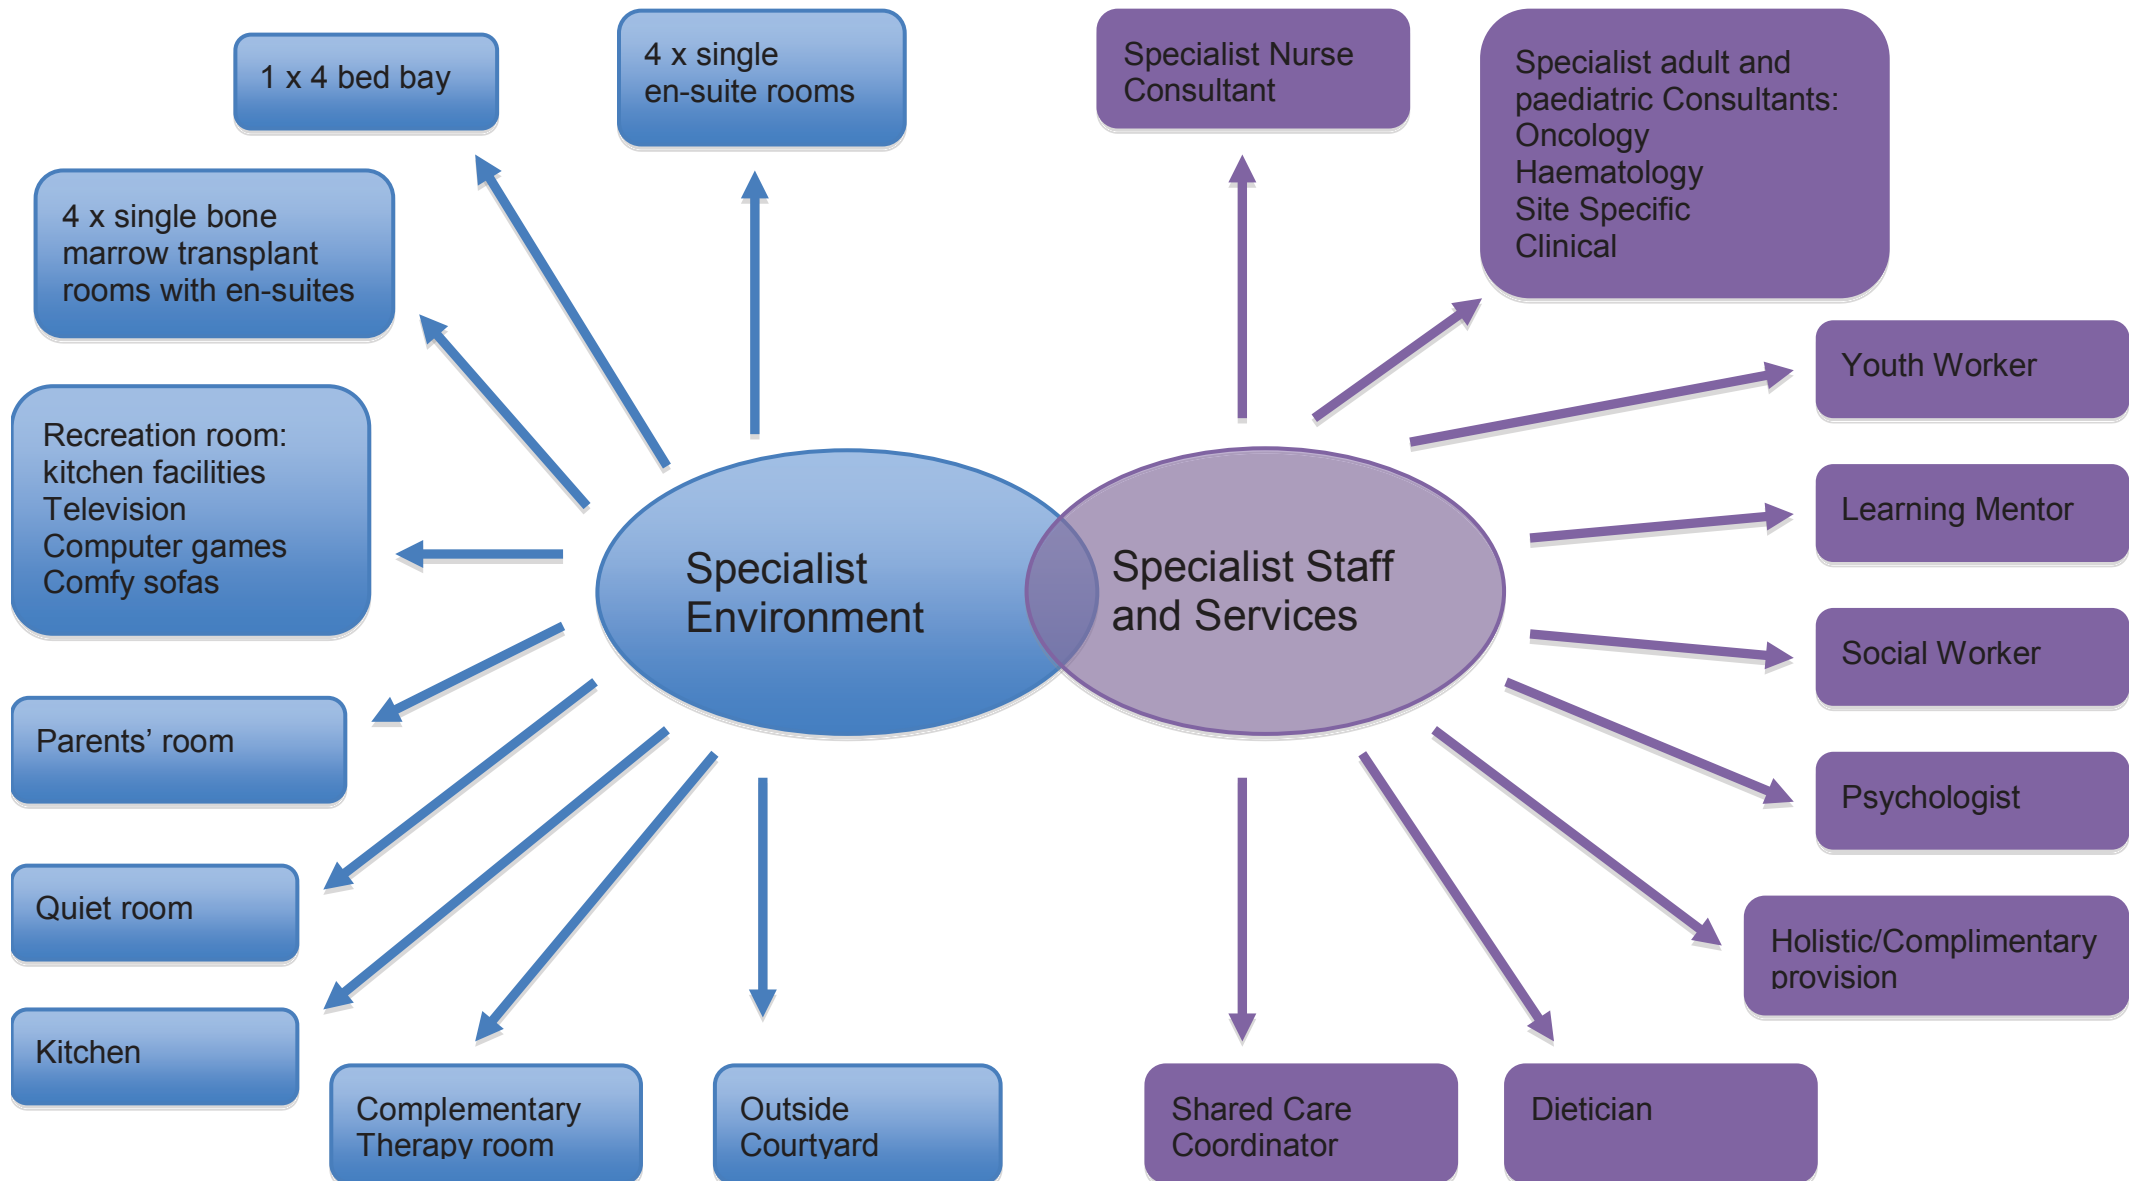 1 x 4 bed bay
4 x single
en-suite rooms
Specialist Nurse
Consultant
Specialist adult and
paediatric Consultants:
Oncology
Haematology
Site Specific
Clinical
4 x single bone
marrow transplant
rooms with en-suites
Youth Worker
Recreation room:
kitchen facilities
Television
Computer games
Comfy sofas
Learning Mentor
Specialist
Environment
Specialist Staff
and Services
Social Worker
Parents’ room
Psychologist
Quiet room
Holistic/Complimentary
provision
Kitchen
Complementary
Therapy room
Outside
Courtyard
Shared Care
Coordinator
Dietician